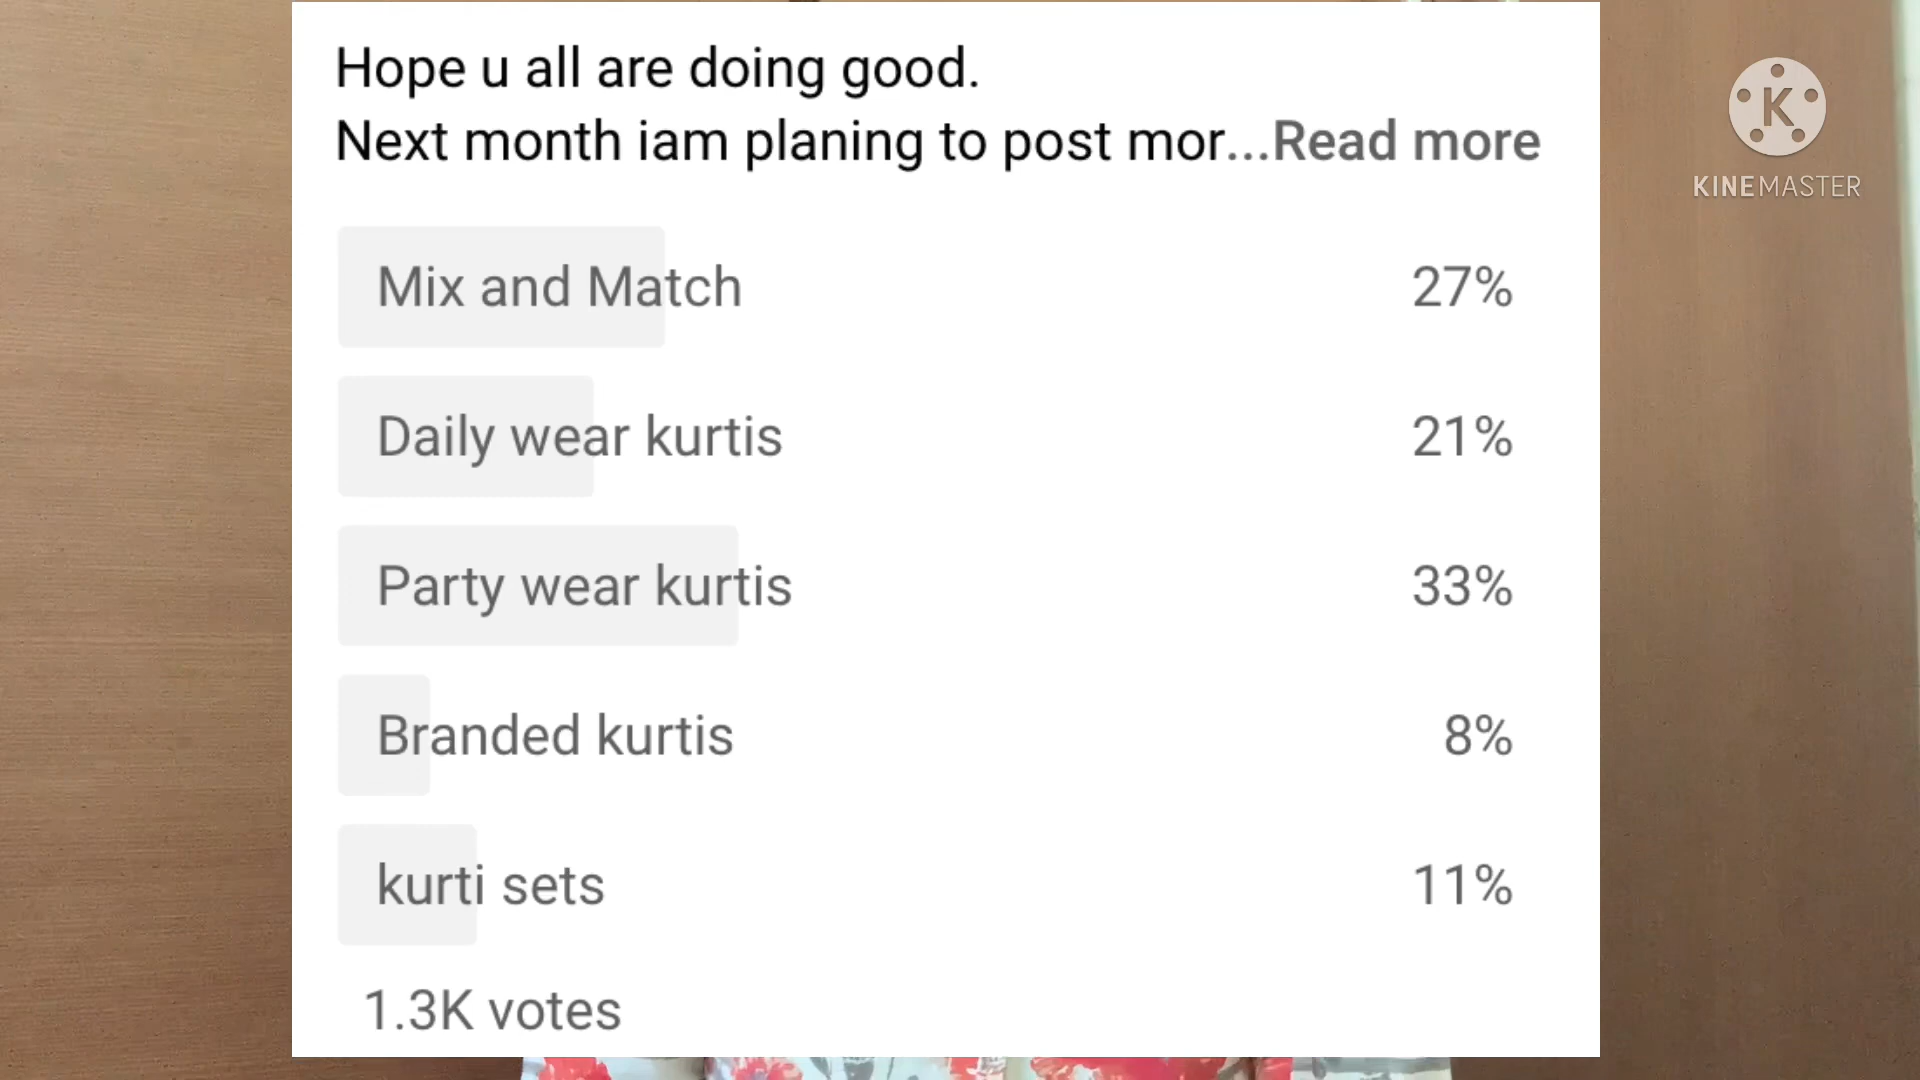 Hope u all are doing good.
Next month iam planing to post mor...Read more
Mix and Match 27%
Daily wear kurtis 21%
Party wear kurtis 33%
Branded kurtis 8%
kurti sets 11%
1.3K votes
K
KINEMASTER